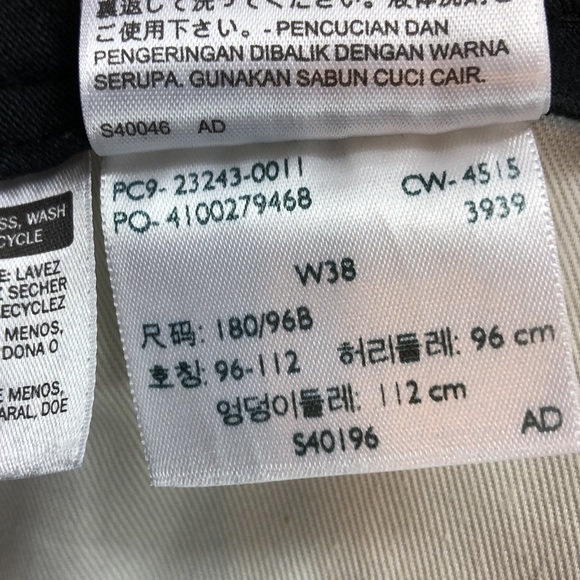 ご使用下さい。-PENCUCIAN DAN
PENGERINGAN DIBALIK DENGAN WARNA
SERUPA. GUNAKAN SABUN CUCI CAIR.
S40046 AD
PC9- 23243-0011
CW- 4515
PO- 4100279468
3939
W38
尺码: 180/96B
호칭: 96-112 허리둘레: 96 cm
엉덩이둘레: 112 cm
S40196
AD
SS, WASH
CYCLE
E: LAVEZ
SECHER
ECYCLEZ
MENOS,
DONA O
E MENOS,
ARAL, DOE